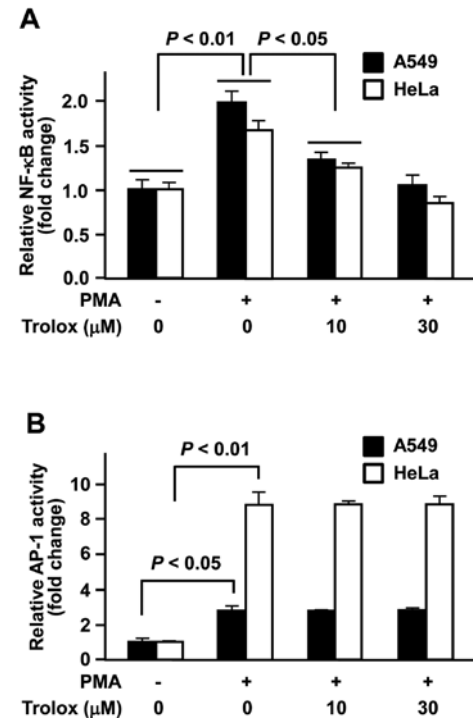 A
P < 0.01 P < 0.05
A549
HeLa
Relative NF-κB activity
(fold change)
2.0
1.5
1.0
0.5
0.0
PMA - + + +
Trolox (μM) 0 0 10 30
B
A549
HeLa
P < 0.01
P < 0.05
Relative AP-1 activity
(fold change)
10
8
6
4
2
0
PMA - + + +
Trolox (μM) 0 0 10 30